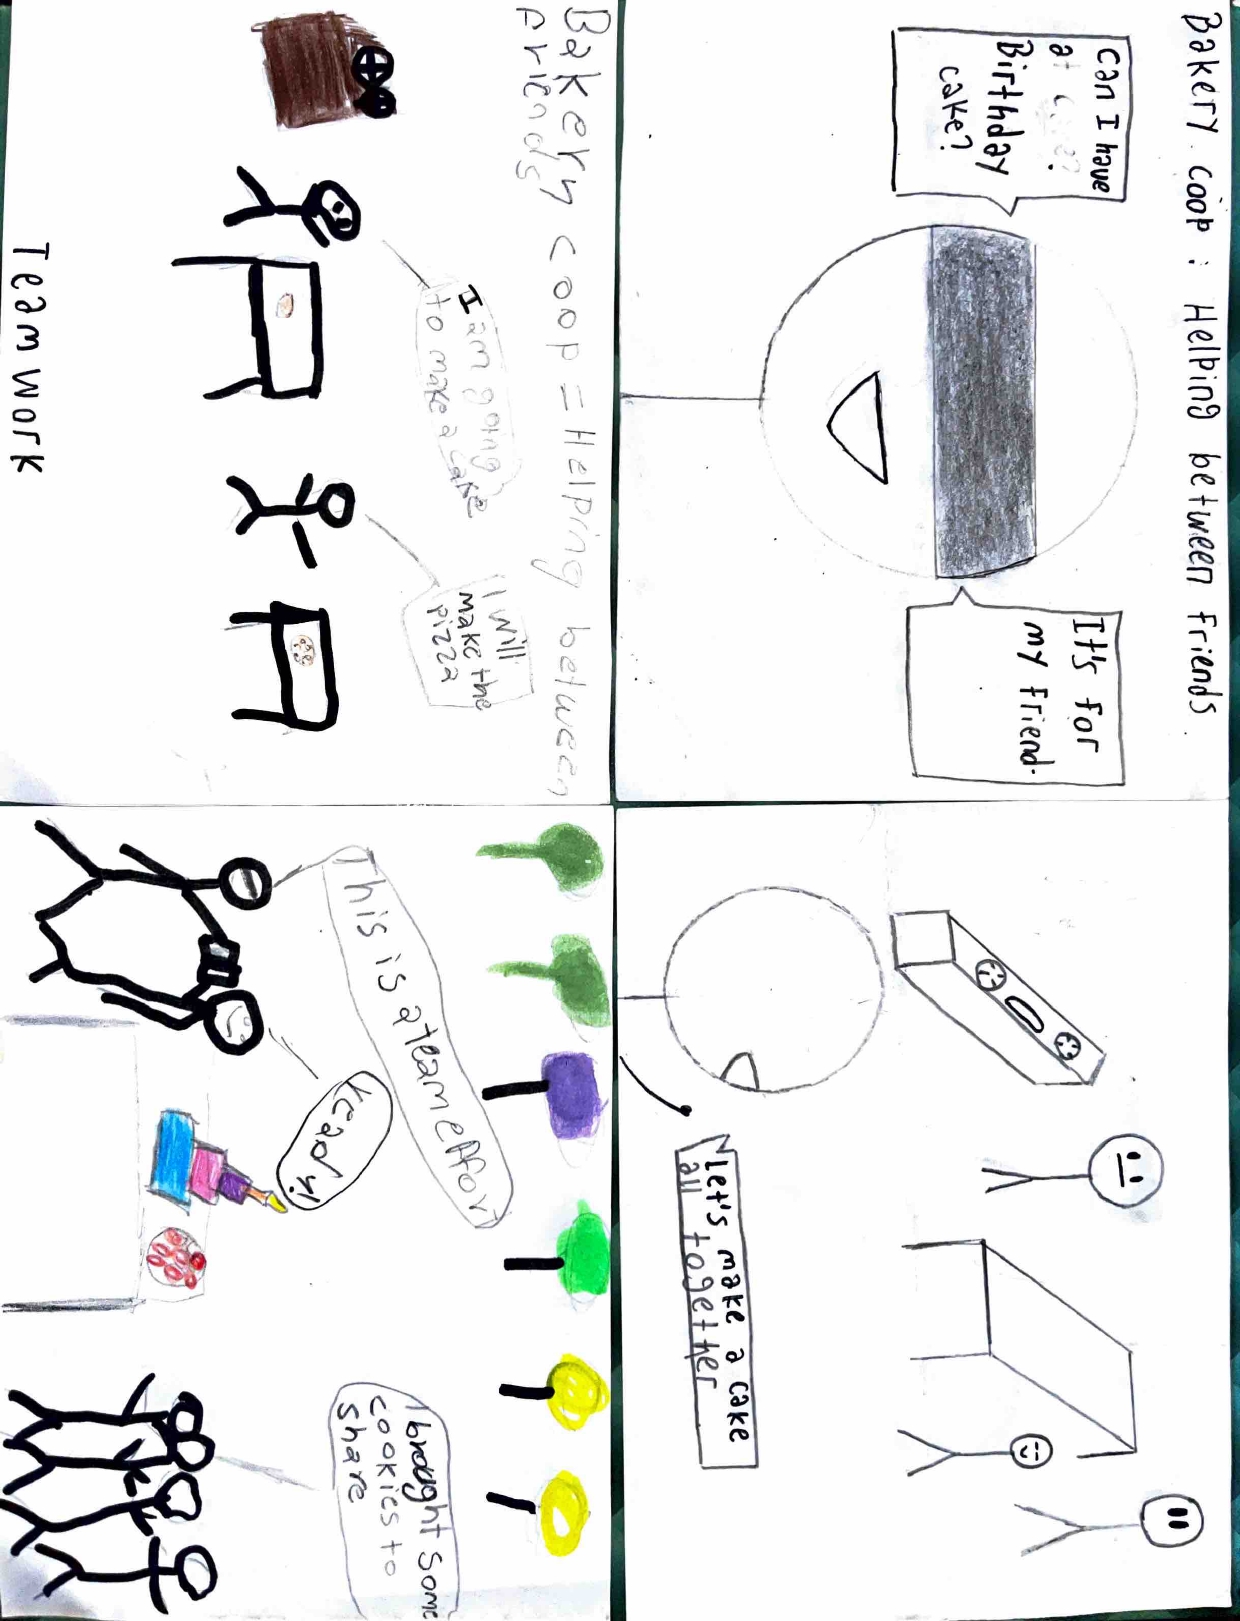 Bakery coop : Helping between Friends
Can I have
a
Birthday
cake?
It's for
my Friend.
Let's make a cake
all together
Bakery coop = Helping between
friends
I am going
to make a cake
I will
make the
pizza
Team work
This is a team effort
ready!
I brought some
cookies to
share